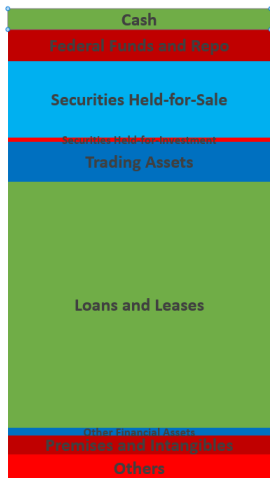 Cash
Federal Funds and Repo
Securities Held-for-Sale
Securities Held-for-Investment
Trading Assets
Loans and Leases
Other Financial Assets
Premises and Intangibles
Others